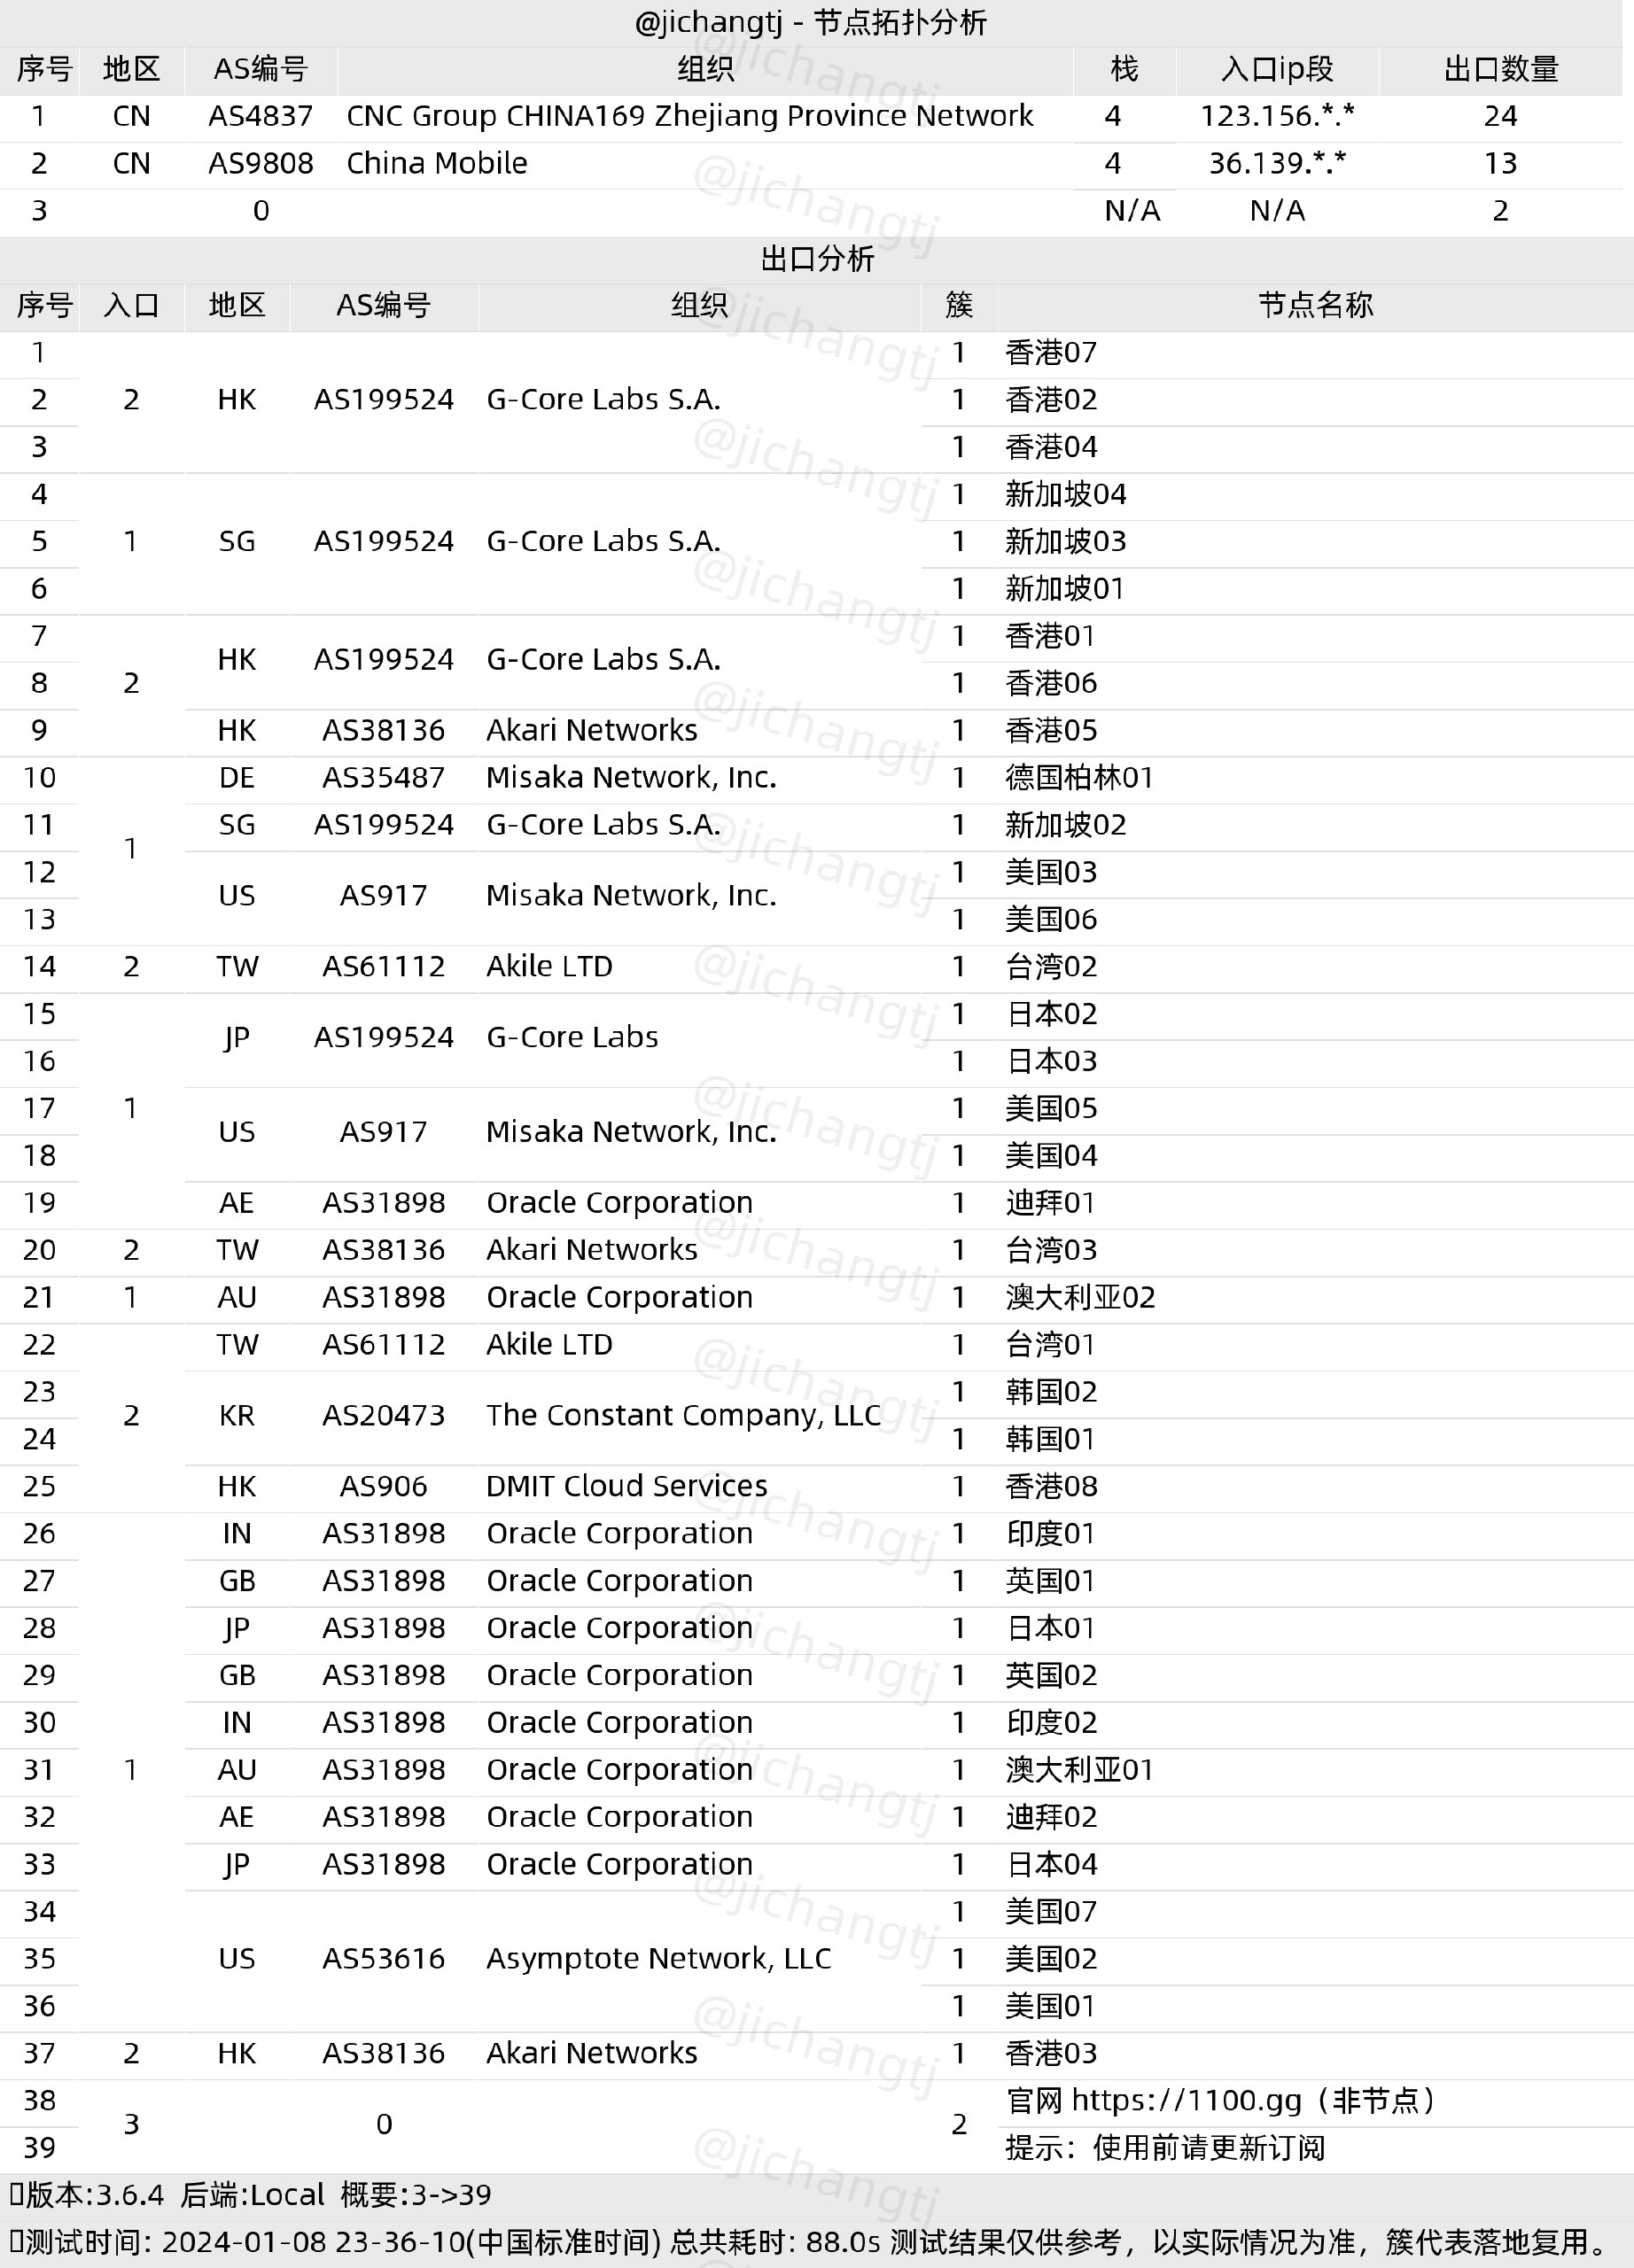 @jichangtj - 节点拓扑分析
序号 地区 AS编号 组织 栈 入口ip段 出口数量
1 CN AS4837 CNC Group CHINA169 Zhejiang Province Network 4 123.156.*.* 24
2 CN AS9808 China Mobile 4 36.139.*.* 13
3 0 N/A N/A 2
出口分析
序号 入口 地区 AS编号 组织 簇 节点名称
1 1 香港07
2 2 HK AS199524 G-Core Labs S.A. 1 香港02
3 1 香港04
4 1 新加坡04
5 1 SG AS199524 G-Core Labs S.A. 1 新加坡03
6 1 新加坡01
7 1 香港01
HK AS199524 G-Core Labs S.A.
8 2 1 香港06
9 HK AS38136 Akari Networks 1 香港05
10 DE AS35487 Misaka Network, Inc. 1 德国柏林01
11 SG AS199524 G-Core Labs S.A. 1 新加坡02
1
12 1 美国03
US AS917 Misaka Network, Inc.
13 1 美国06
14 2 TW AS61112 Akile LTD 1 台湾02
15 1 日本02
JP AS199524 G-Core Labs
16 1 日本03
17 1 1 美国05
US AS917 Misaka Network, Inc.
18 1 美国04
19 AE AS31898 Oracle Corporation 1 迪拜01
20 2 TW AS38136 Akari Networks 1 台湾03
21 1 AU AS31898 Oracle Corporation 1 澳大利亚02
22 TW AS61112 Akile LTD 1 台湾01
23 1 韩国02
2 KR AS20473 The Constant Company, LLC
24 1 韩国01
25 HK AS906 DMIT Cloud Services 1 香港08
26 IN AS31898 Oracle Corporation 1 印度01
27 GB AS31898 Oracle Corporation 1 英国01
28 JP AS31898 Oracle Corporation 1 日本01
29 GB AS31898 Oracle Corporation 1 英国02
30 IN AS31898 Oracle Corporation 1 印度02
31 1 AU AS31898 Oracle Corporation 1 澳大利亚01
32 AE AS31898 Oracle Corporation 1 迪拜02
33 JP AS31898 Oracle Corporation 1 日本04
34 1 美国07
35 US AS53616 Asymptote Network, LLC 1 美国02
36 1 美国01
37 2 HK AS38136 Akari Networks 1 香港03
38 官网 https://1100.gg（非节点）
3 0 2
39 提示：使用前请更新订阅
版本:3.6.4 后端:Local 概要:3->39
测试时间: 2024-01-08 23-36-10(中国标准时间) 总共耗时: 88.0s 测试结果仅供参考，以实际情况为准，簇代表落地复用。